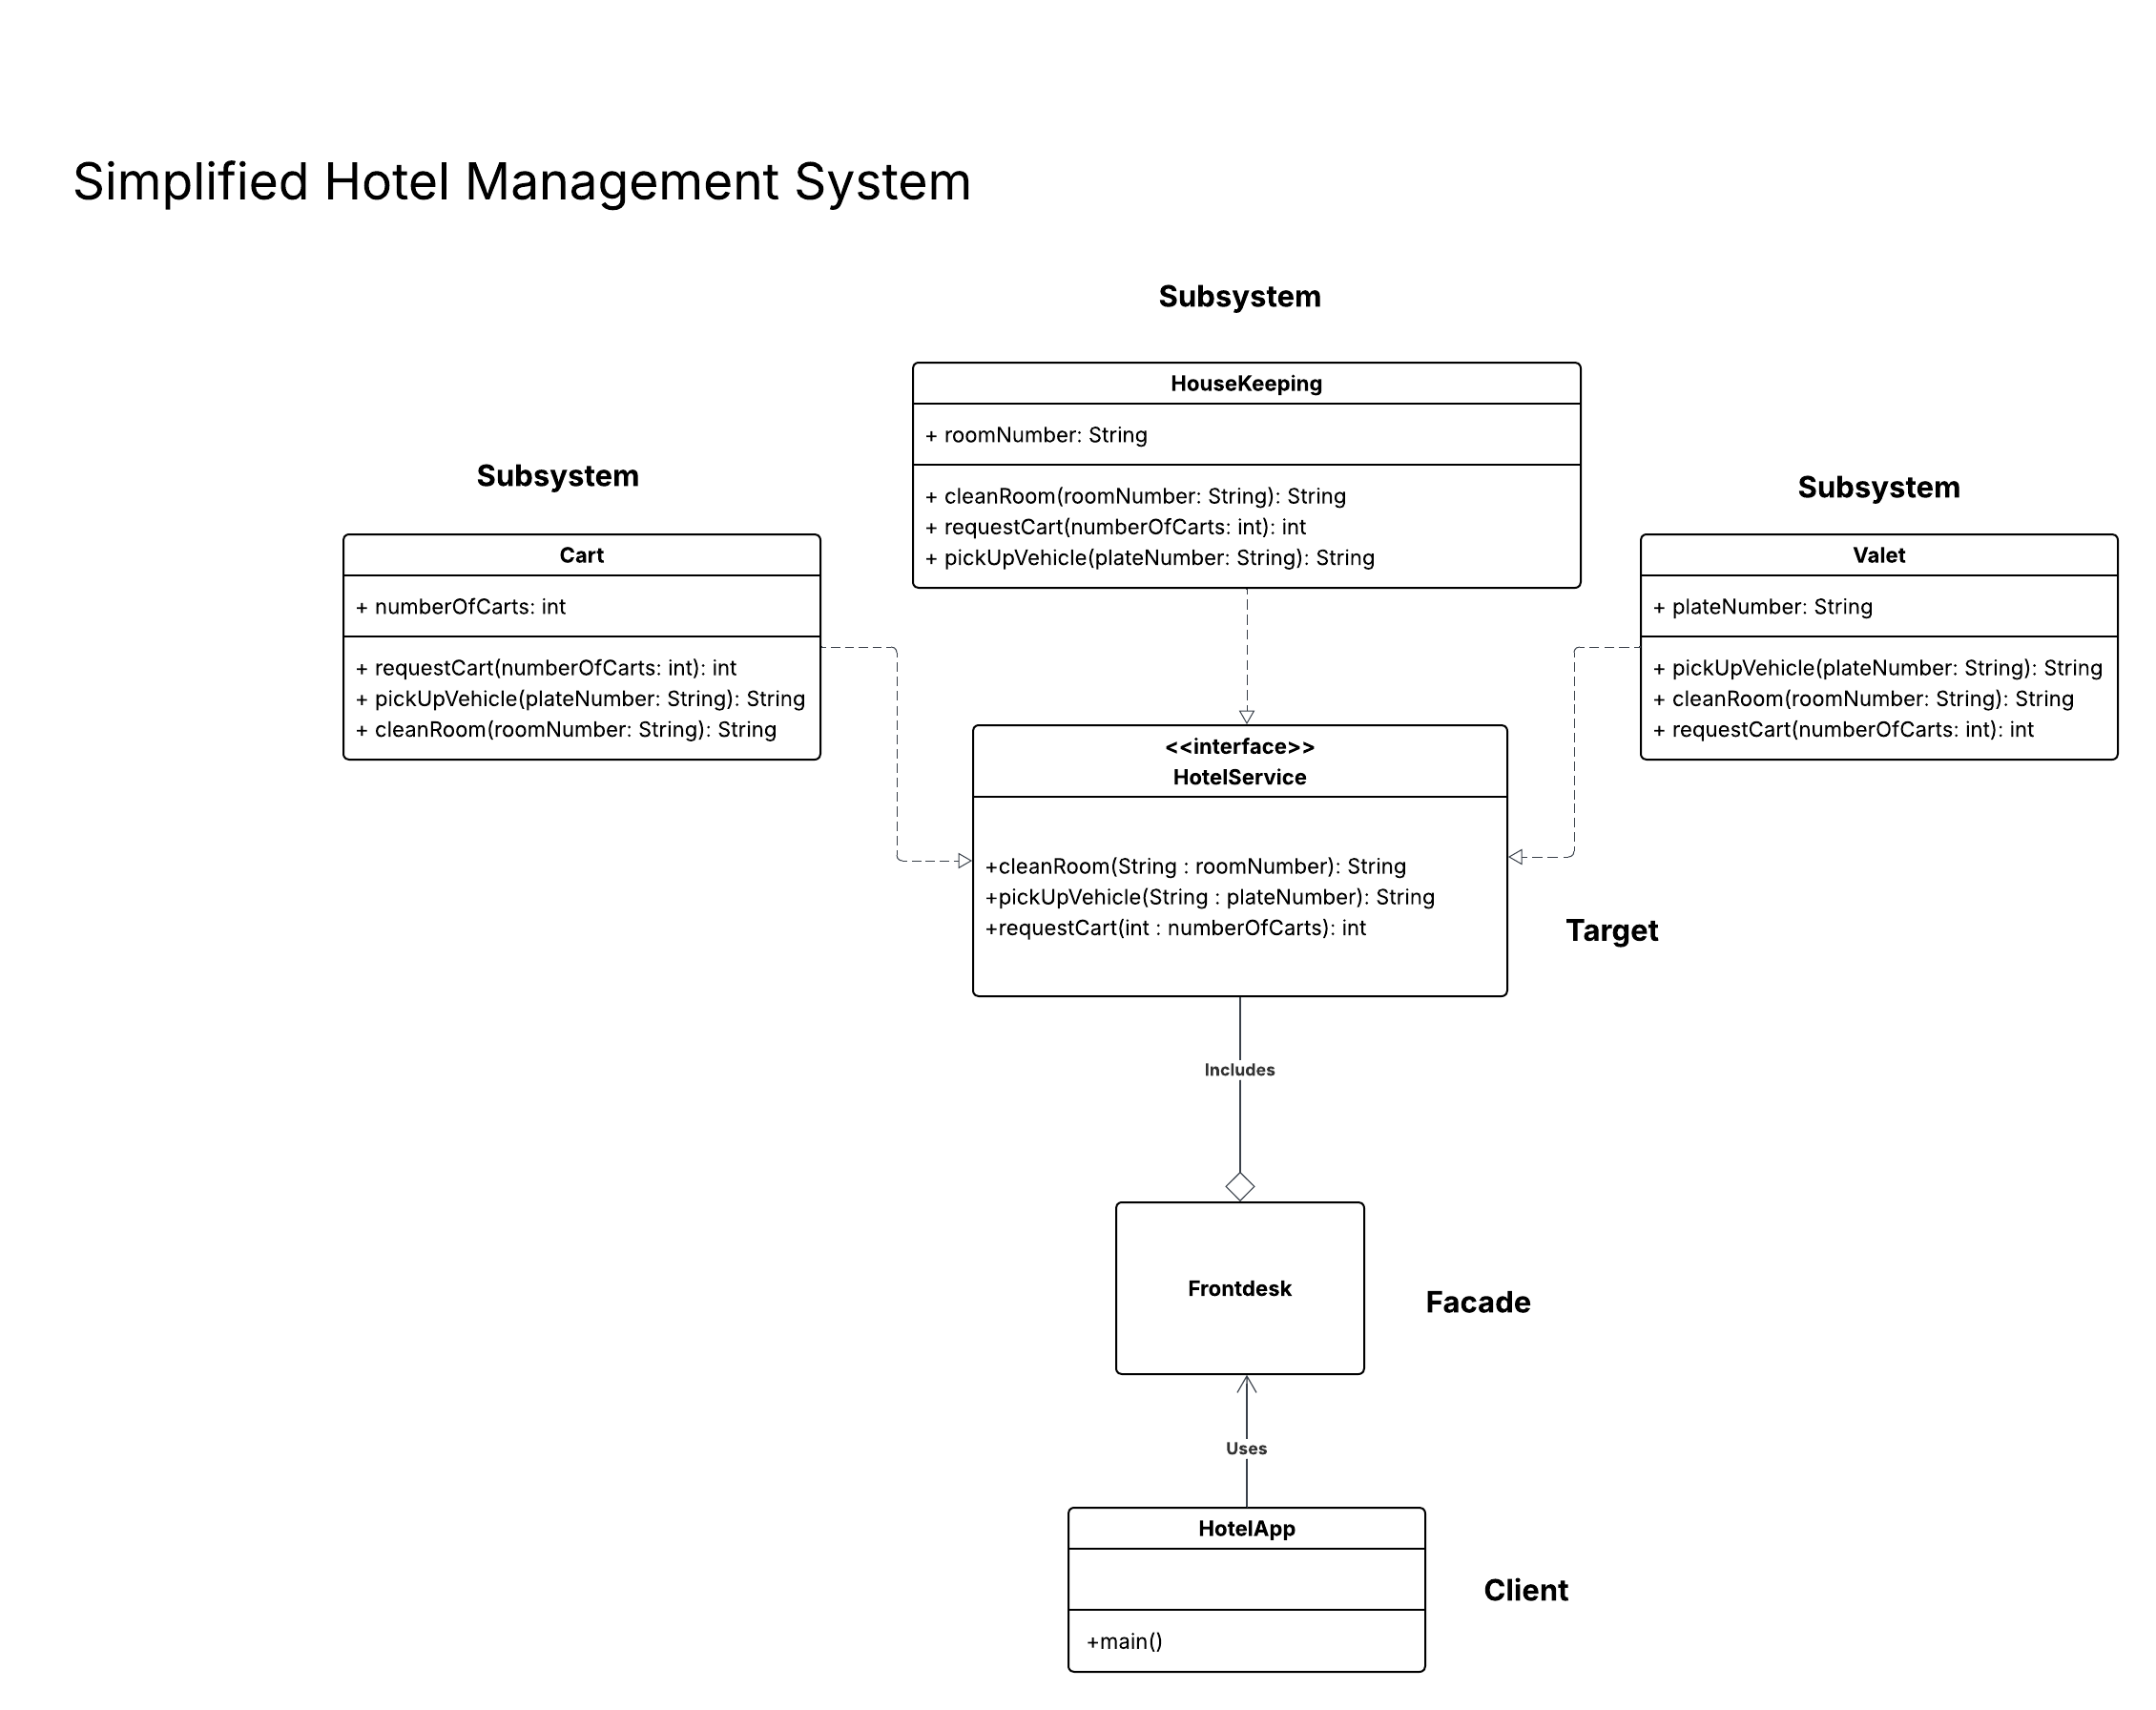 Simplified Hotel Management System
Subsystem
HouseKeeping
+ roomNumber: String
+ cleanRoom(roomNumber: String): String
+ requestCart(numberOfCarts: int): int
+ pickUpVehicle(plateNumber: String): String
Subsystem
Cart
+ numberOfCarts: int
+ requestCart(numberOfCarts: int): int
+ pickUpVehicle(plateNumber: String): String
+ cleanRoom(roomNumber: String): String
Subsystem
Valet
+ plateNumber: String
+ pickUpVehicle(plateNumber: String): String
+ cleanRoom(roomNumber: String): String
+ requestCart(numberOfCarts: int): int
<<interface>>
HotelService
+cleanRoom(String : roomNumber): String
+pickUpVehicle(String : plateNumber): String
+requestCart(int : numberOfCarts): int
Target
Includes
Frontdesk
Facade
Uses
HotelApp
+main()
Client